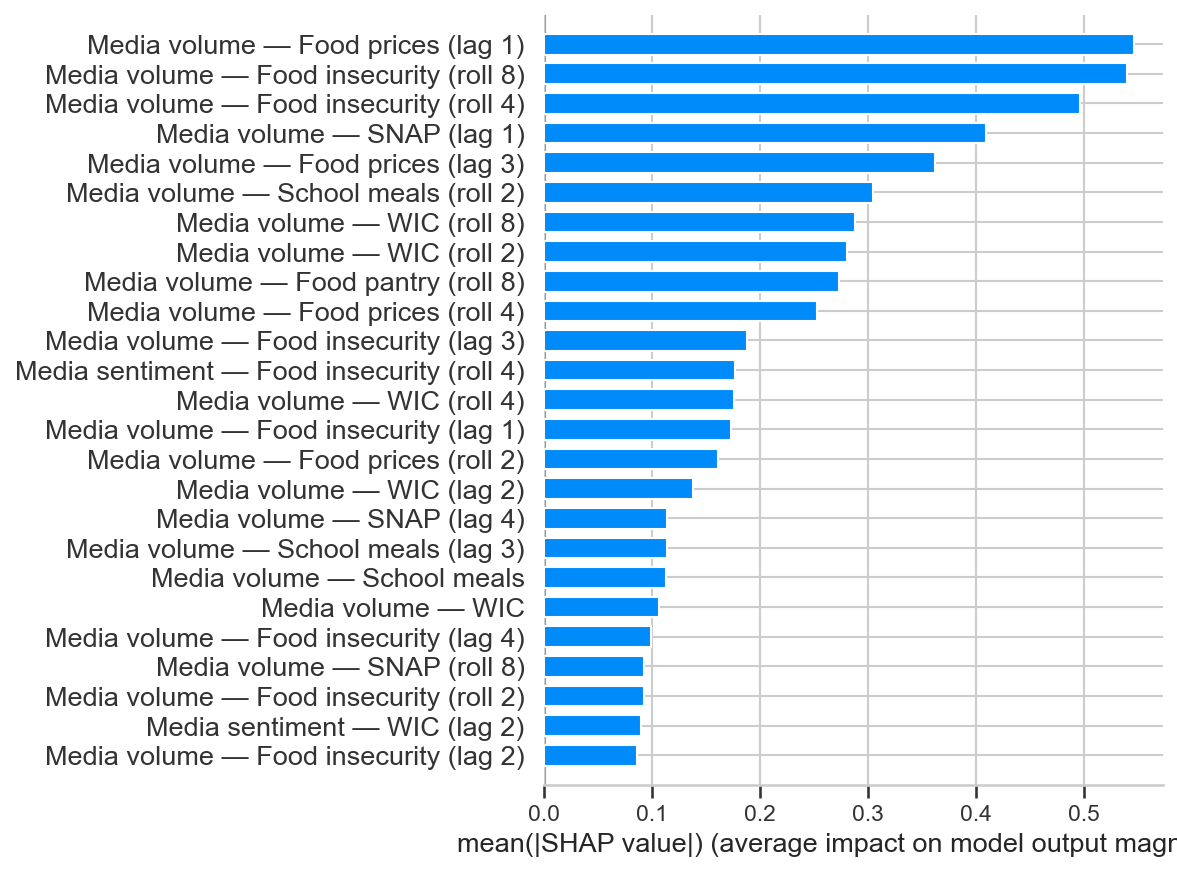 Media volume — Food prices (lag 1)
Media volume — Food insecurity (roll 8)
Media volume — Food insecurity (roll 4)
Media volume — SNAP (lag 1)
Media volume — Food prices (lag 3)
Media volume — School meals (roll 2)
Media volume — WIC (roll 8)
Media volume — WIC (roll 2)
Media volume — Food pantry (roll 8)
Media volume — Food prices (roll 4)
Media volume — Food insecurity (lag 3)
Media sentiment — Food insecurity (roll 4)
Media volume — WIC (roll 4)
Media volume — Food insecurity (lag 1)
Media volume — Food prices (roll 2)
Media volume — WIC (lag 2)
Media volume — SNAP (lag 4)
Media volume — School meals (lag 3)
Media volume — School meals
Media volume — WIC
Media volume — Food insecurity (lag 4)
Media volume — SNAP (roll 8)
Media volume — Food insecurity (roll 2)
Media sentiment — WIC (lag 2)
Media volume — Food insecurity (lag 2)
0.0 0.1 0.2 0.3 0.4 0.5
mean(|SHAP value|) (average impact on model output magn